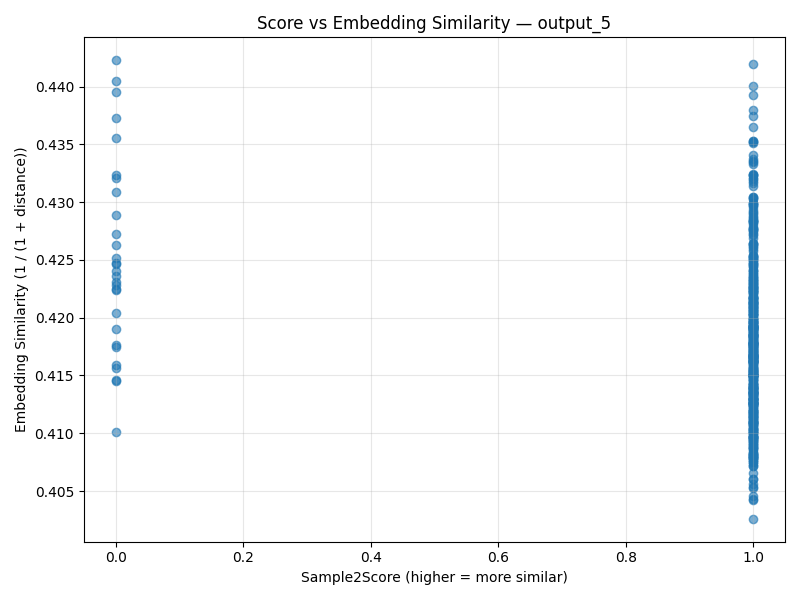 Score vs Embedding Similarity — output_5
Embedding Similarity (1 / (1 + distance))
0.440
0.435
0.430
0.425
0.420
0.415
0.410
0.405
0.0 0.2 0.4 0.6 0.8 1.0
Sample2Score (higher = more similar)